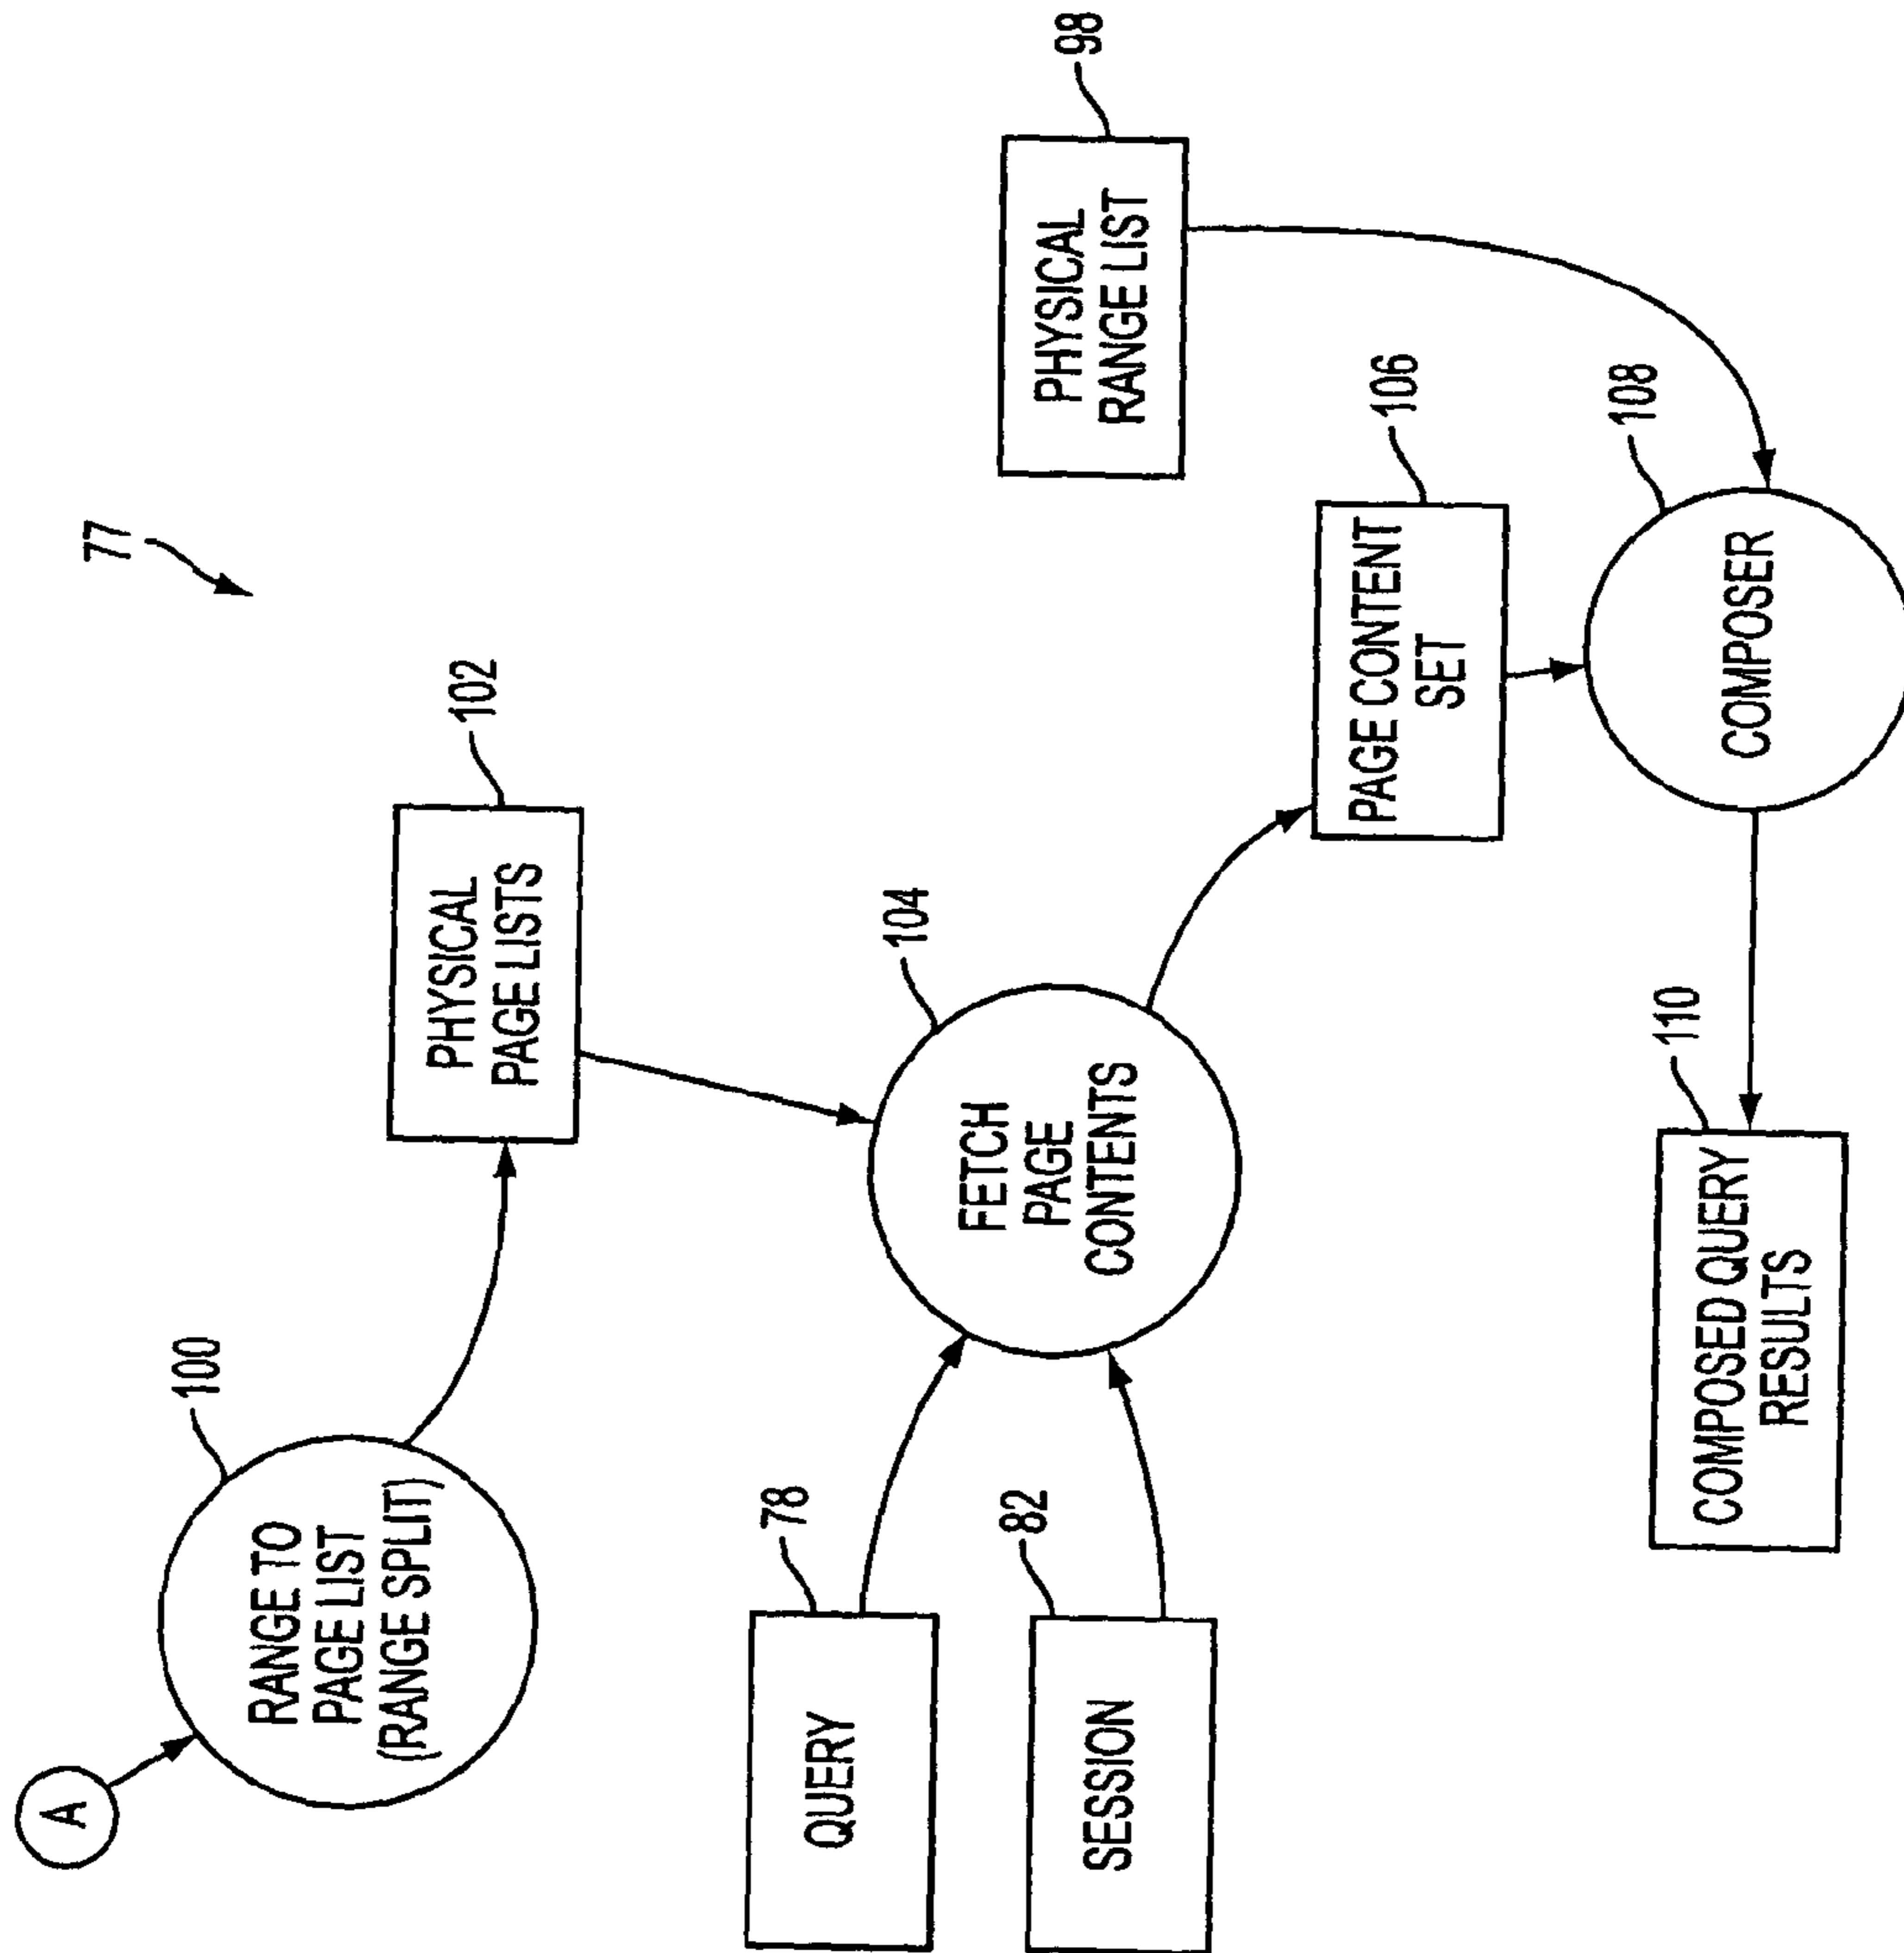 77
A
RANGE TO
PAGE LIST
(RANGE SPLIT)
100
PHYSICAL
PAGE LISTS
102
QUERY
78
SESSION
82
FETCH
PAGE
CONTENTS
104
PHYSICAL
RANGE LIST
98
PAGE CONTENT
SET
106
COMPOSER
108
COMPOSED QUERY
RESULTS
110